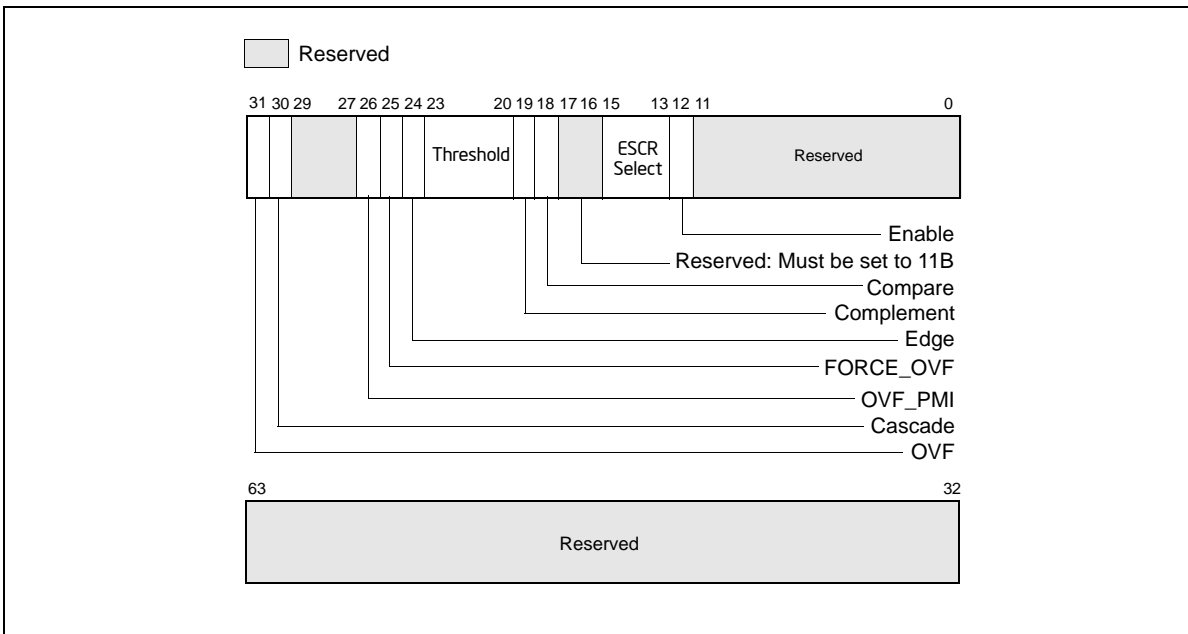 Reserved
31 30 29 27 26 25 24 23 20 19 18 17 16 15 13 12 11 0
Threshold
ESCR
Select
Reserved
Enable
Reserved: Must be set to 11B
Compare
Complement
Edge
FORCE_OVF
OVF_PMI
Cascade
OVF
63 32
Reserved